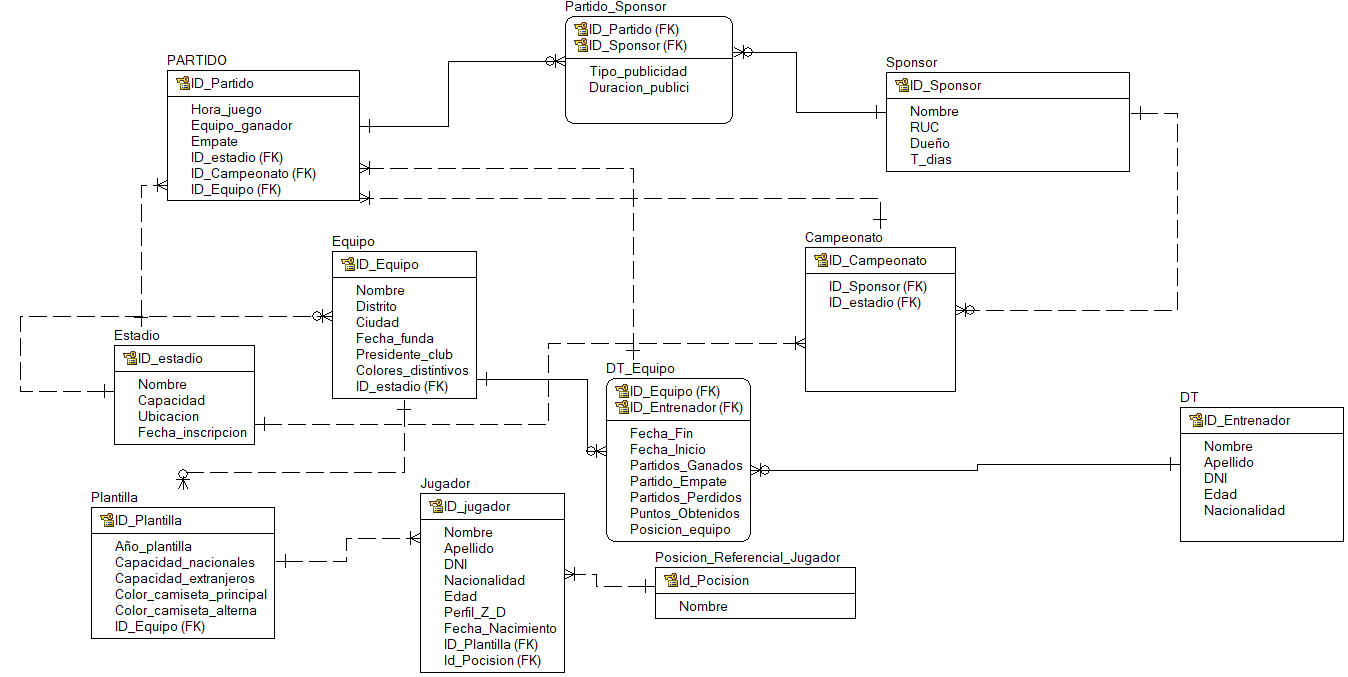 Partido_Sponsor
ID_Partido (FK)
ID_Sponsor (FK)
Tipo_publicidad
Duracion_publici
PARTIDO
ID_Partido
Hora_juego
Equipo_ganador
Empate
ID_estadio (FK)
ID_Campeonato (FK)
ID_Equipo (FK)
Sponsor
ID_Sponsor
Nombre
RUC
Dueño
T_dias
Equipo
ID_Equipo
Nombre
Distrito
Ciudad
Fecha_funda
Presidente_club
Colores_distintivos
ID_estadio (FK)
Campeonato
ID_Campeonato
ID_Sponsor (FK)
ID_estadio (FK)
Estadio
ID_estadio
Nombre
Capacidad
Ubicacion
Fecha_inscripcion
DT_Equipo
ID_Equipo (FK)
ID_Entrenador (FK)
Fecha_Fin
Fecha_Inicio
Partidos_Ganados
Partido_Empate
Partidos_Perdidos
Puntos_Obtenidos
Posicion_equipo
DT
ID_Entrenador
Nombre
Apellido
DNI
Edad
Nacionalidad
Plantilla
ID_Plantilla
Año_plantilla
Capacidad_nacionales
Capacidad_extranjeros
Color_camiseta_principal
Color_camiseta_alterna
ID_Equipo (FK)
Jugador
ID_jugador
Nombre
Apellido
DNI
Nacionalidad
Edad
Perfil_Z_D
Fecha_Nacimiento
ID_Plantilla (FK)
Id_Pocision (FK)
Posicion_Referencial_Jugador
Id_Pocision
Nombre